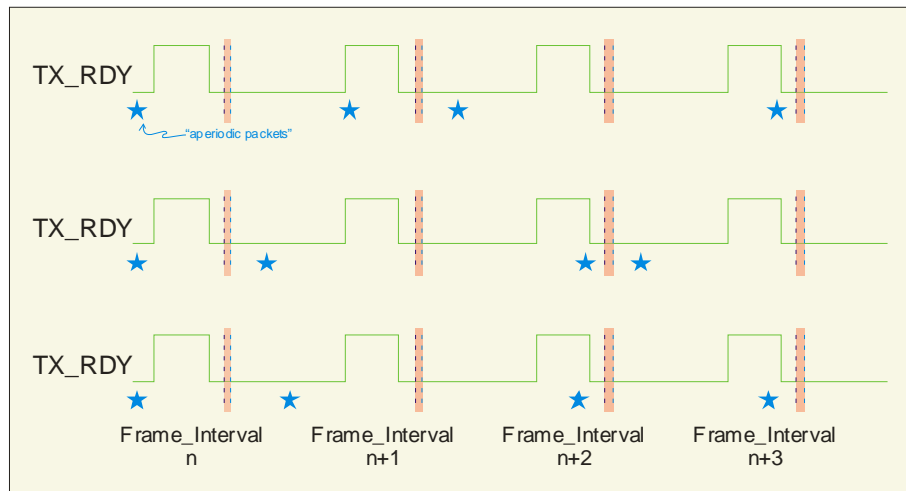 TX_RDY
"aperiodic packets"
TX_RDY
TX_RDY
Frame_Interval
n
Frame_Interval
n+1
Frame_Interval
n+2
Frame_Interval
n+3